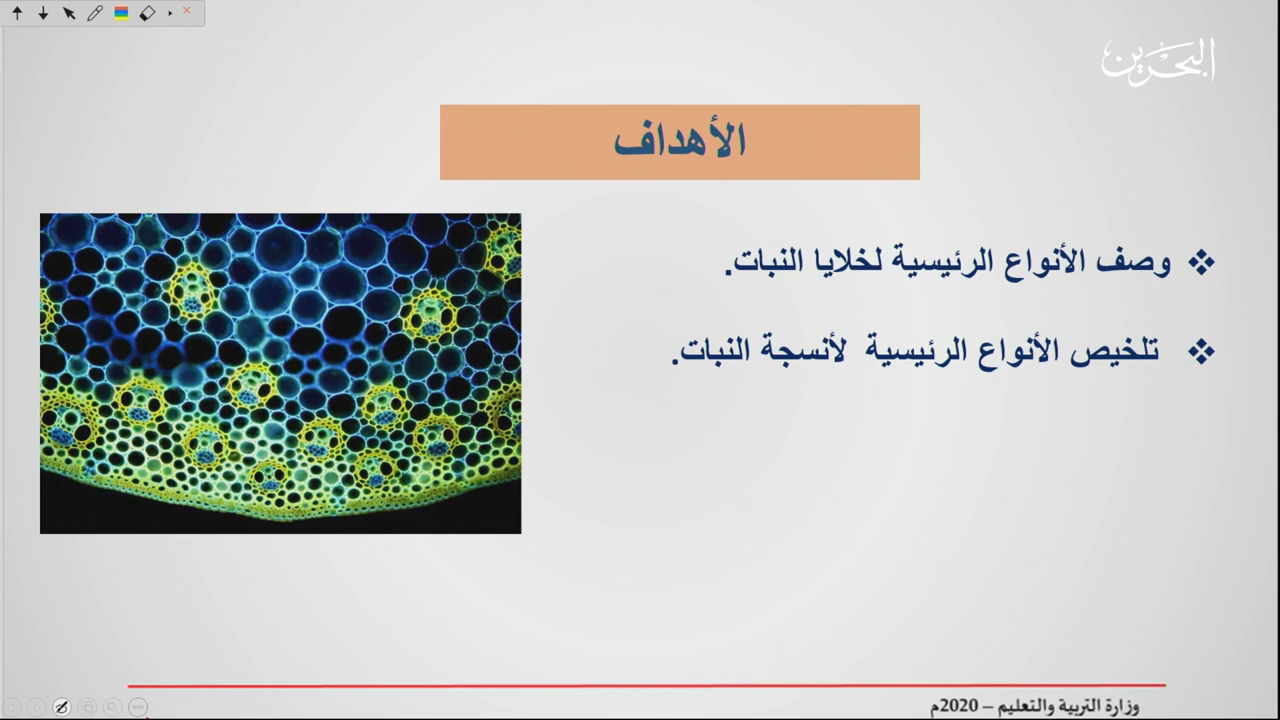 البحرين
الأهداف
❖ وصف الأنواع الرئيسية لخلايا النبات.
❖ تلخيص الأنواع الرئيسية لأنسجة النبات.
وزارة التربية والتعليم – 2020م